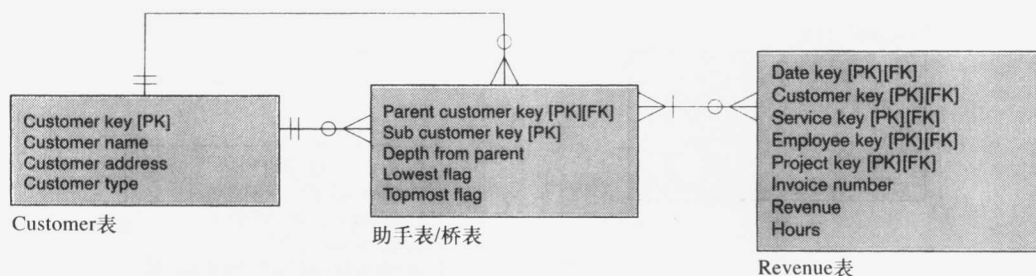 Customer key [PK]
Customer name
Customer address
Customer type
Customer表
Parent customer key [PK][FK]
Sub customer key [PK]
Depth from parent
Lowest flag
Topmost flag
助手表/桥表
Date key [PK][FK]
Customer key [PK][FK]
Service key [PK][FK]
Employee key [PK][FK]
Project key [PK][FK]
Invoice number
Revenue
Hours
Revenue表